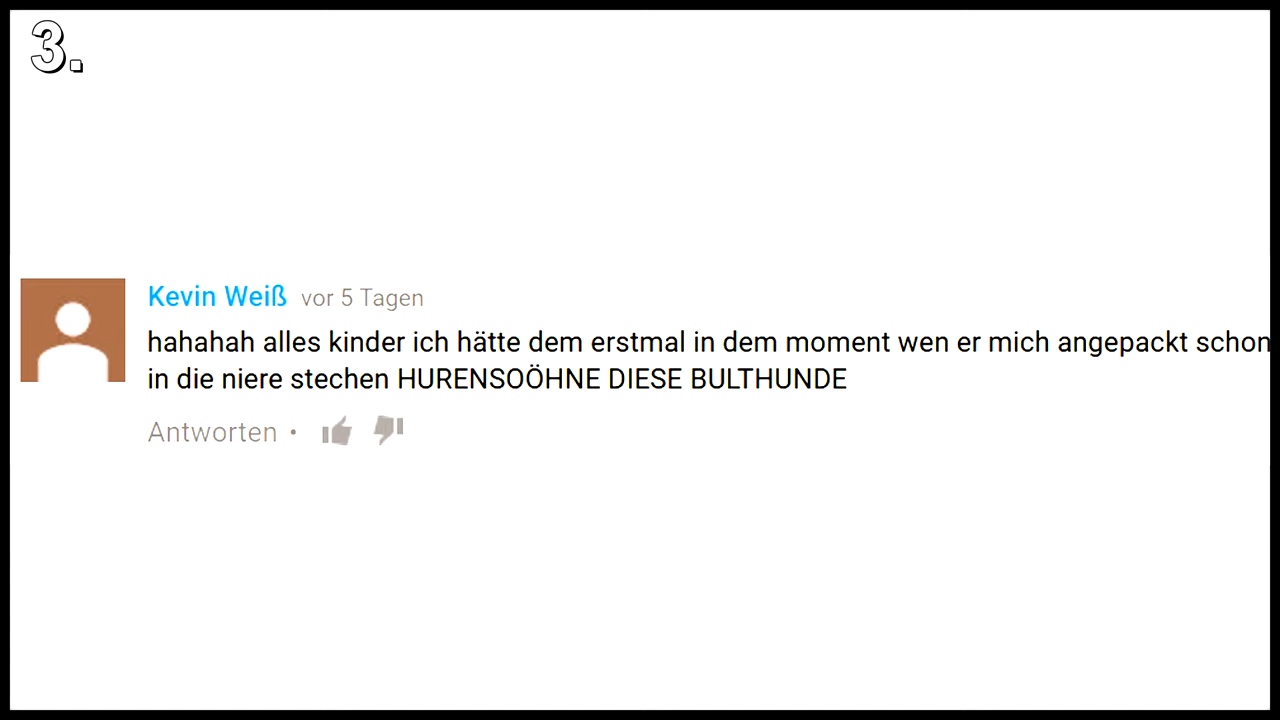 3.
Kevin Weiß vor 5 Tagen
hahahah alles kinder ich hätte dem erstmal in dem moment wen er mich angepackt schon
in die niere stechen HURENSOÖHNE DIESE BULTHUNDE
Antworten •